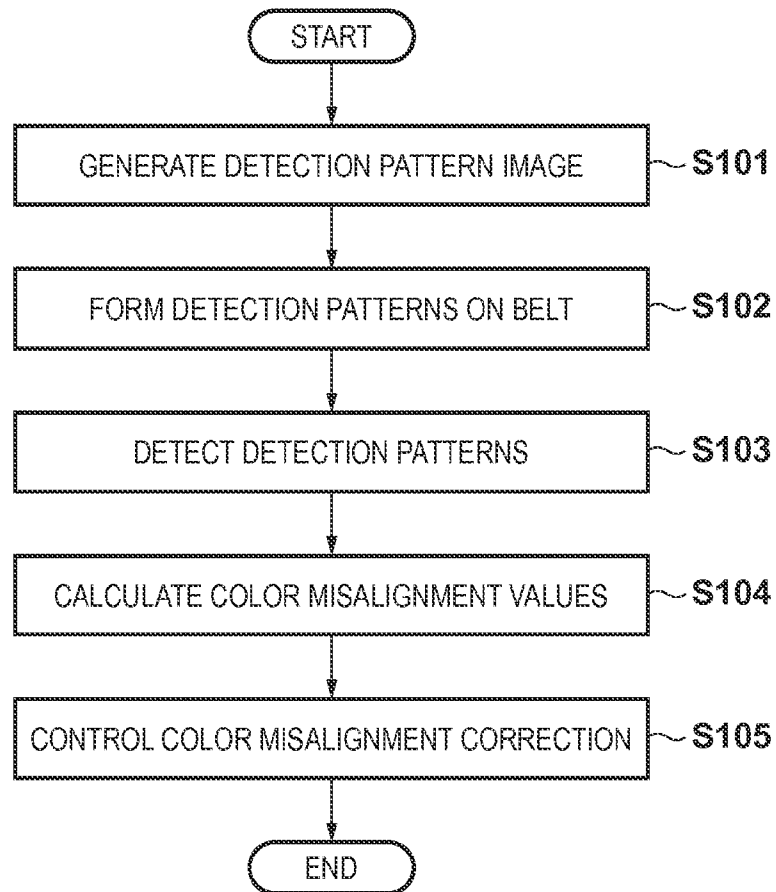 START
GENERATE DETECTION PATTERN IMAGE S101
FORM DETECTION PATTERNS ON BELT S102
DETECT DETECTION PATTERNS S103
CALCULATE COLOR MISALIGNMENT VALUES S104
CONTROL COLOR MISALIGNMENT CORRECTION S105
END